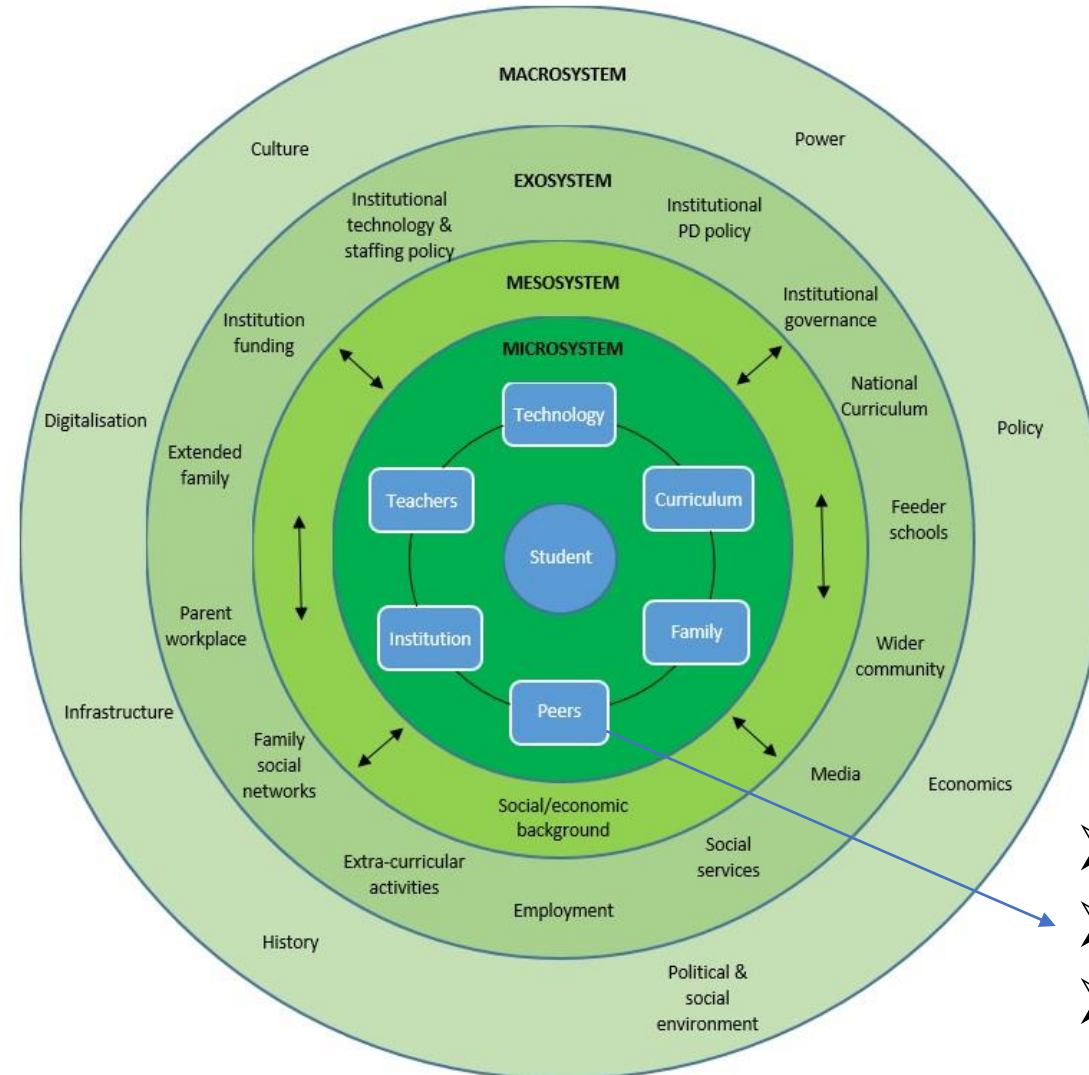 MACROSYSTEM
Culture
Power
EXOSYSTEM
Institutional
technology &
staffing policy
Institutional
PD policy
MESOSYSTEM
Institution
funding
Institutional
governance
MICROSYSTEM
National
Curriculum
Technology
Digitalisation
Policy
Extended
family
Teachers
Curriculum
Feeder
schools
Student
Parent
workplace
Institution
Family
Wider
community
Infrastructure
Peers
Family
social
networks
Media
Economics
Social/economic
background
Social
services
Extra-curricular
activities
Employment
History
Political &
social
environment